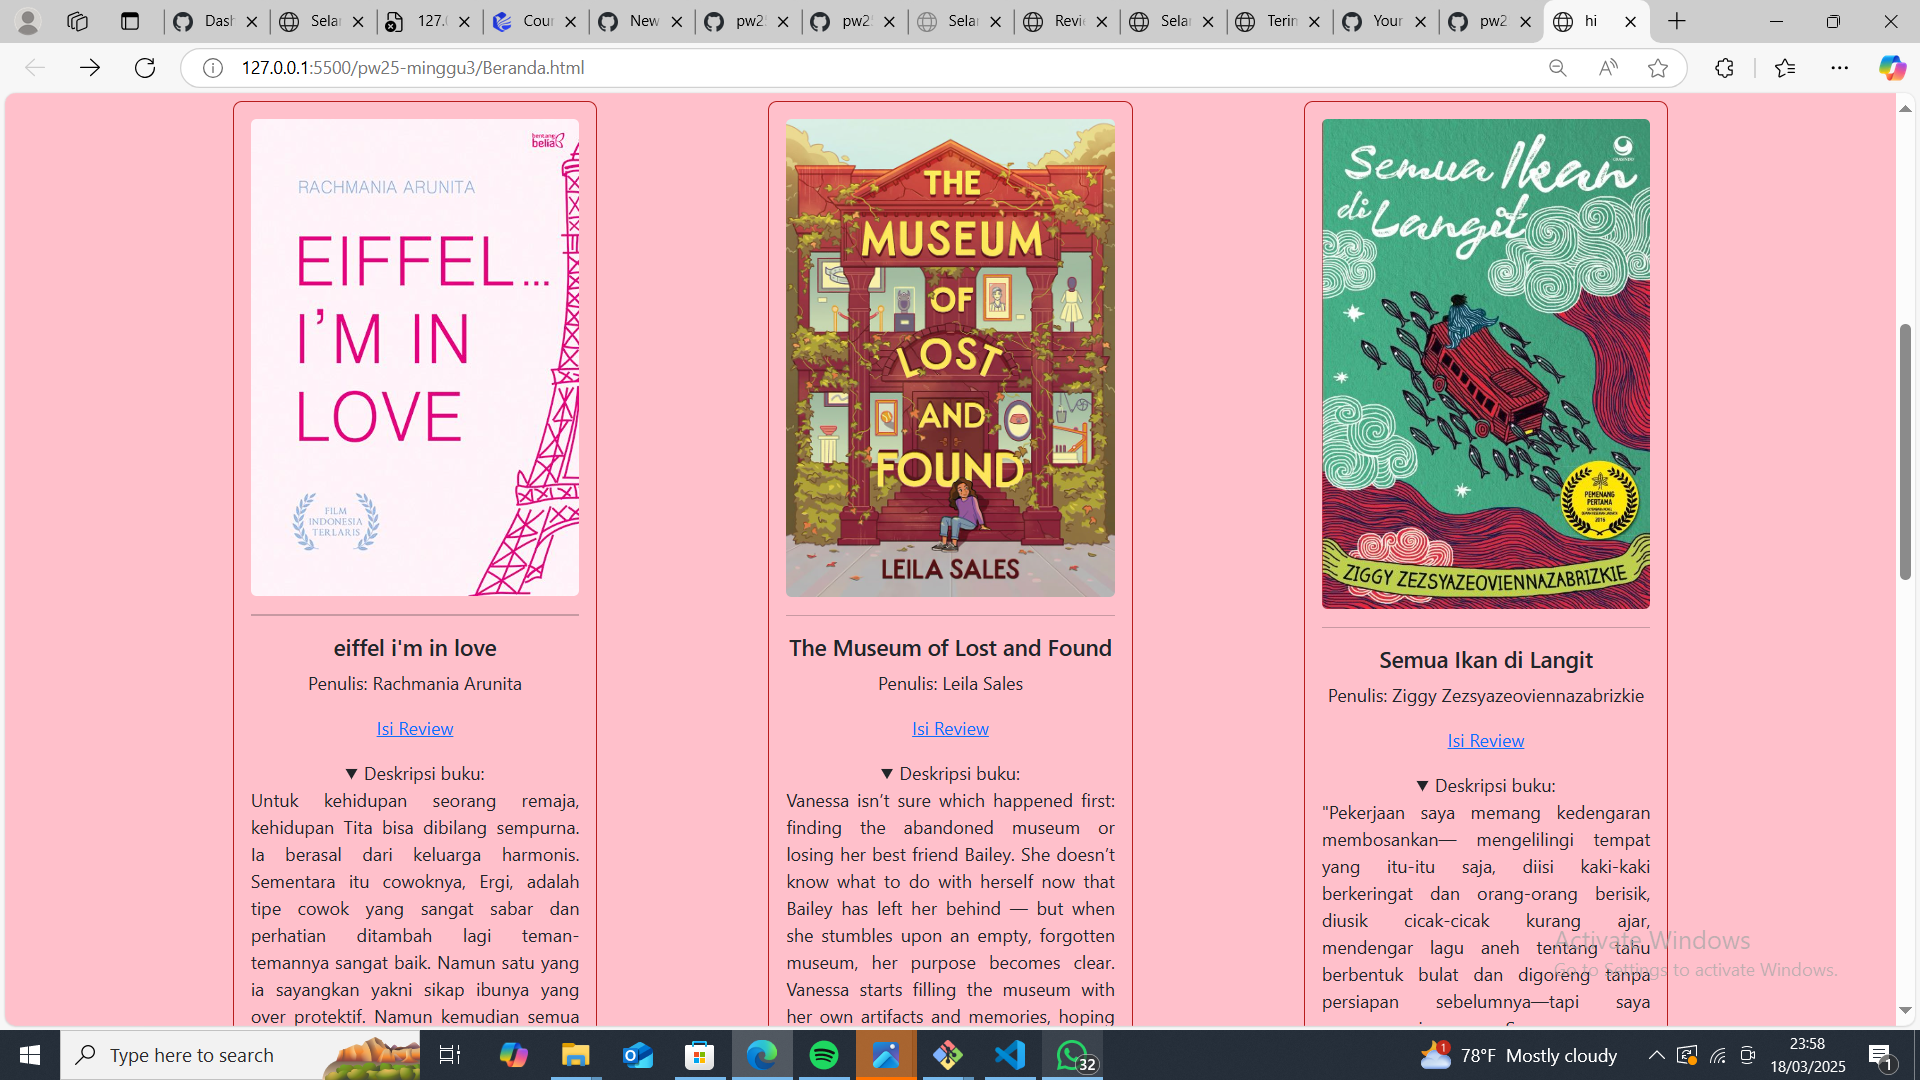 Dash
Selar
127.0
Cour
New
pw2
pw2
Selar
Revie
Selar
Terin
Your
pw2
hi
127.0.0.1:5500/pw25-minggu3/Beranda.html
bentang
belia
RACHMANIA ARUNITA
EIFFEL...
I'M IN
LOVE
FILM
INDONESIA
TERLARIS
eiffel i'm in love
Penulis: Rachmania Arunita
Isi Review
▼ Deskripsi buku:
Untuk kehidupan seorang remaja,
kehidupan Tita bisa dibilang sempurna.
Ia berasal dari keluarga harmonis.
Sementara itu cowoknya, Ergi, adalah
tipe cowok yang sangat sabar dan
perhatian ditambah lagi teman-
temannya sangat baik. Namun satu yang
ia sayangkan yakni sikap ibunya yang
over protektif. Namun kemudian semua
THE
MUSEUM
OF
LOST
AND
FOUND
LEILA SALES
The Museum of Lost and Found
Penulis: Leila Sales
Isi Review
▼ Deskripsi buku:
Vanessa isn’t sure which happened first:
finding the abandoned museum or
losing her best friend Bailey. She doesn’t
know what to do with herself now that
Bailey has left her behind — but when
she stumbles upon an empty, forgotten
museum, her purpose becomes clear.
Vanessa starts filling the museum with
her own artifacts and memories, hoping
Semua Ikan
di Langit
PEMENANG
PERTAMA
2016
ZIGGY ZEZSYAZEOVIENNAZABRIZKIE
Semua Ikan di Langit
Penulis: Ziggy Zezsyazeoviennazabrizkie
Isi Review
▼ Deskripsi buku:
"Pekerjaan saya memang kedengaran
membosankan— mengelilingi tempat
yang itu-itu saja, diisi kaki-kaki
berkeringat dan orang-orang berisik,
diusik cicak-cicak kurang ajar,
mendengar lagu aneh tentang tahu
berbentuk bulat dan digoreng tanpa
persiapan sebelumnya—tapi saya
Activate Windows
Go to Settings to activate Windows.
Type here to search
32
1
78°F Mostly cloudy
23:58
18/03/2025
1